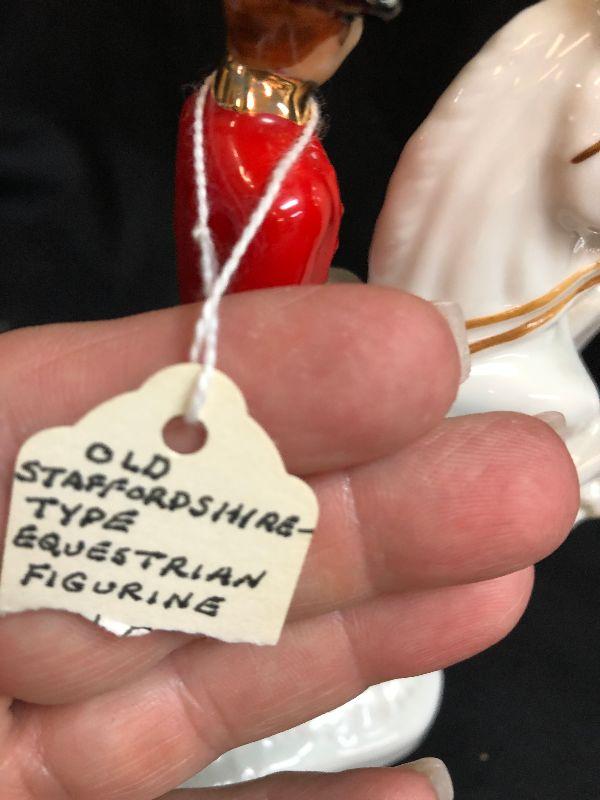 OLD
STAFFORDSHIRE-
TYPE
EQUESTRIAN
FIGURINE